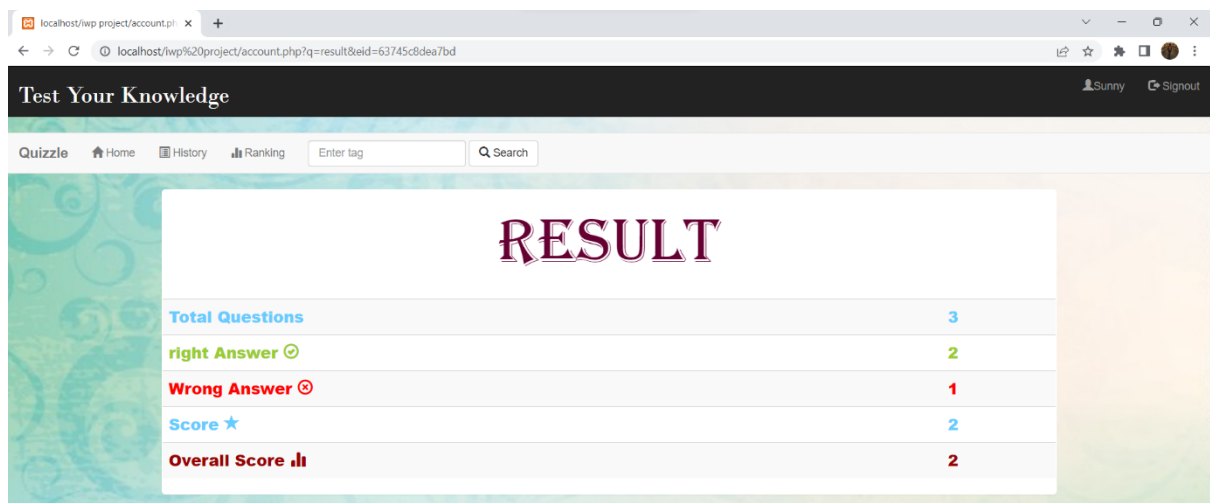 localhost/iwp project/account.ph
localhost/iwp%20project/account.php?q=result&eid=63745c8dea7bd
Test Your Knowledge
Sunny Signout
Quizzle Home History Ranking Enter tag Search
RESULT
Total Questions 3
right Answer 2
Wrong Answer 1
Score 2
Overall Score 2